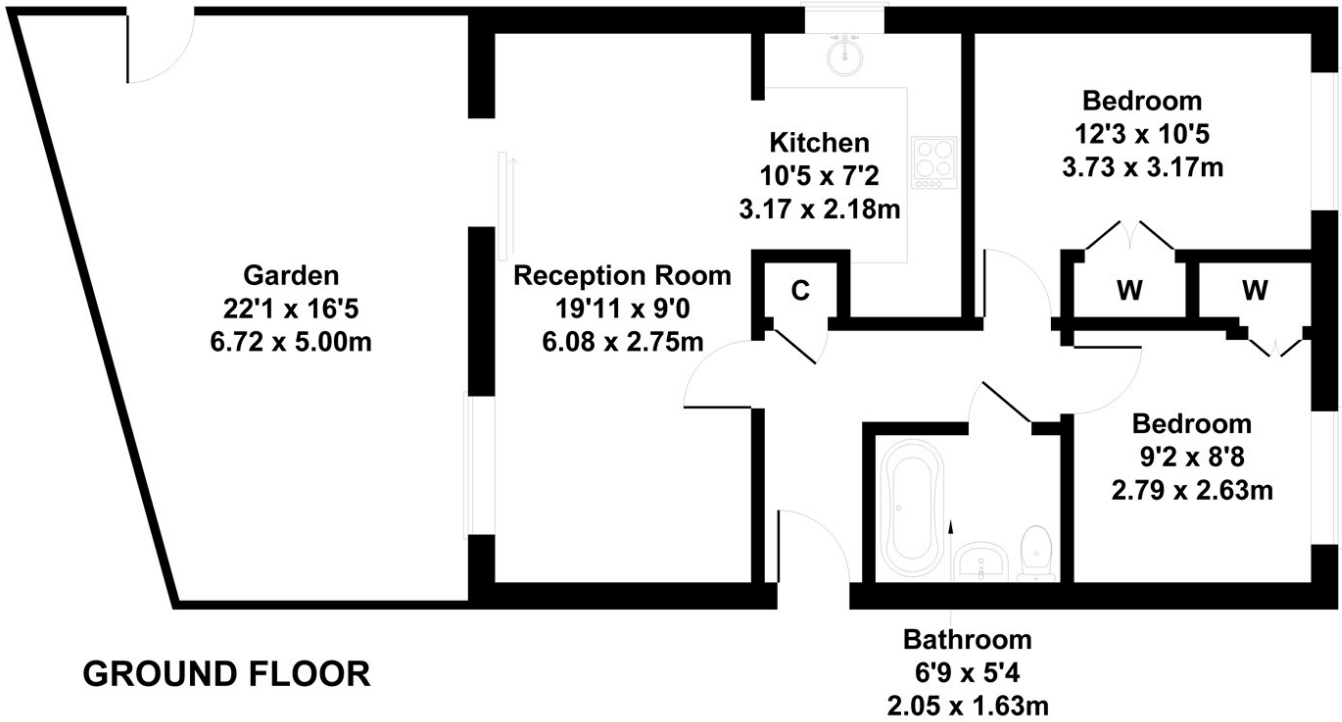 Bedroom
12'3 x 10'5
3.73 x 3.17m
Kitchen
10'5 x 7'2
3.17 x 2.18m
Garden
22'1 x 16'5
6.72 x 5.00m
Reception Room
19'11 x 9'0
6.08 x 2.75m
C
W
W
Bedroom
9'2 x 8'8
2.79 x 2.63m
Bathroom
6'9 x 5'4
2.05 x 1.63m
GROUND FLOOR